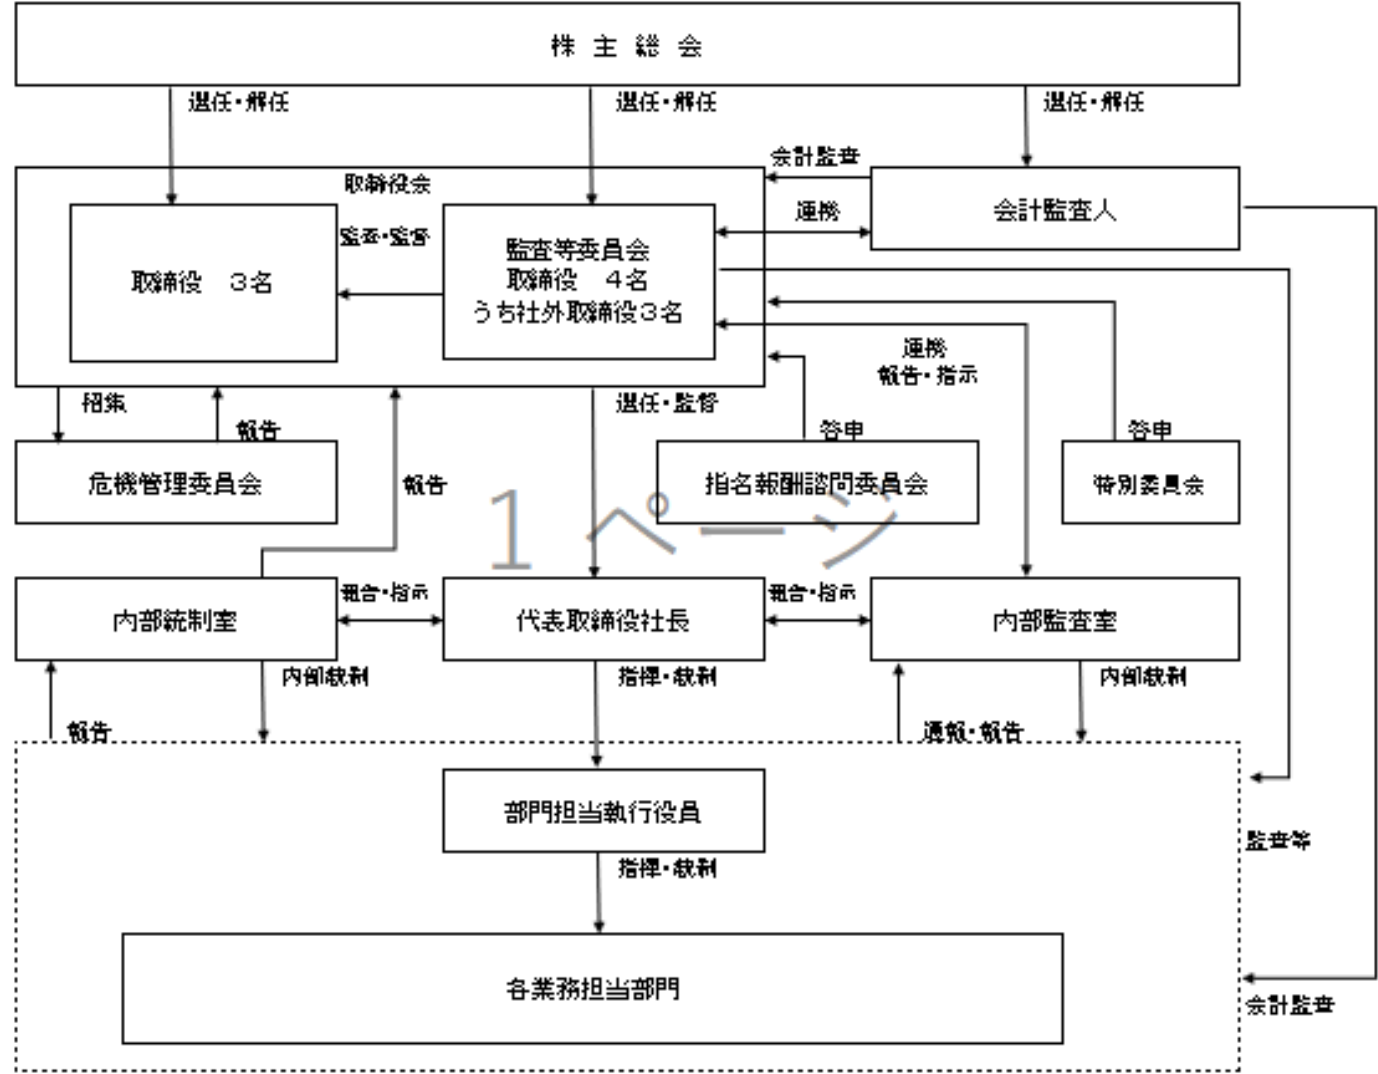 株主総会
選任・解任
選任・解任
選任・解任
取締役会
会計監査
会計監査人
連携
監査・監督
取締役　３名
監査等委員会
取締役　４名
うち社外取締役３名
連携
報告・指示
招集
報告
選任・監督
答申
答申
危機管理委員会
報告
指名報酬諮問委員会
特別委員会
1 ページ
内部統制室
報告・指示
代表取締役社長
報告・指示
内部監査室
内部統制
指揮・統制
内部統制
報告
通報・報告
部門担当執行役員
監査等
指揮・統制
各業務担当部門
会計監査